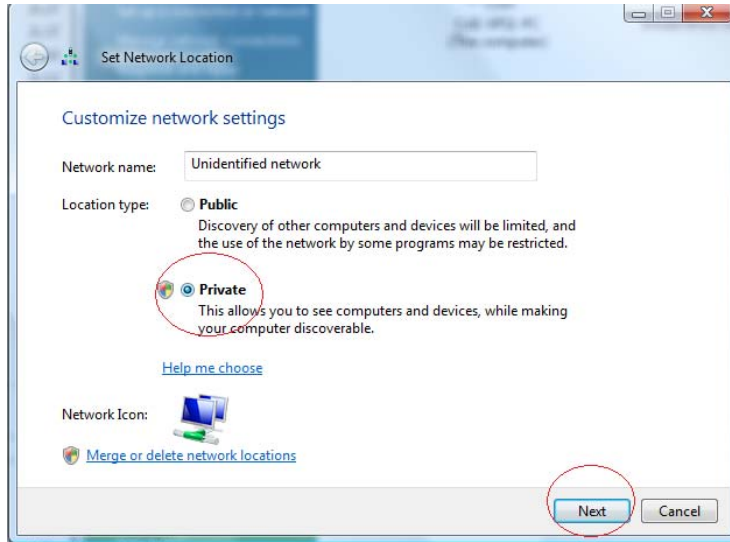 Set Network Location
Customize network settings
Network name: Unidentified network
Location type: Public
Discovery of other computers and devices will be limited, and
the use of the network by some programs may be restricted.
Private
This allows you to see computers and devices, while making
your computer discoverable.
Help me choose
Network Icon:
Merge or delete network locations
Next Cancel